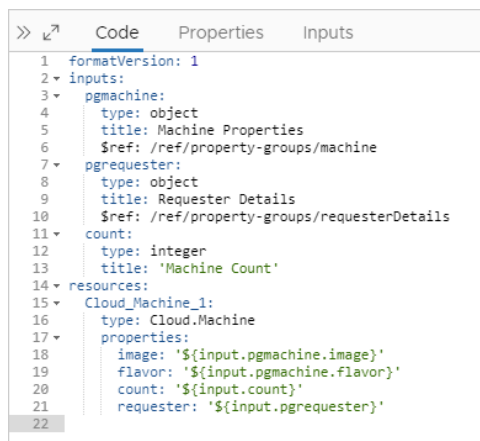 Code Properties Inputs
1 formatVersion: 1
2 inputs:
3 pgmachine:
4 type: object
5 title: Machine Properties
6 $ref: /ref/property-groups/machine
7 pgrequester:
8 type: object
9 title: Requester Details
10 $ref: /ref/property-groups/requesterDetails
11 count:
12 type: integer
13 title: 'Machine Count'
14 resources:
15 Cloud_Machine_1:
16 type: Cloud.Machine
17 properties:
18 image: '${input.pgmachine.image}'
19 flavor: '${input.pgmachine.flavor}'
20 count: '${input.count}'
21 requester: '${input.pgrequester}'
22